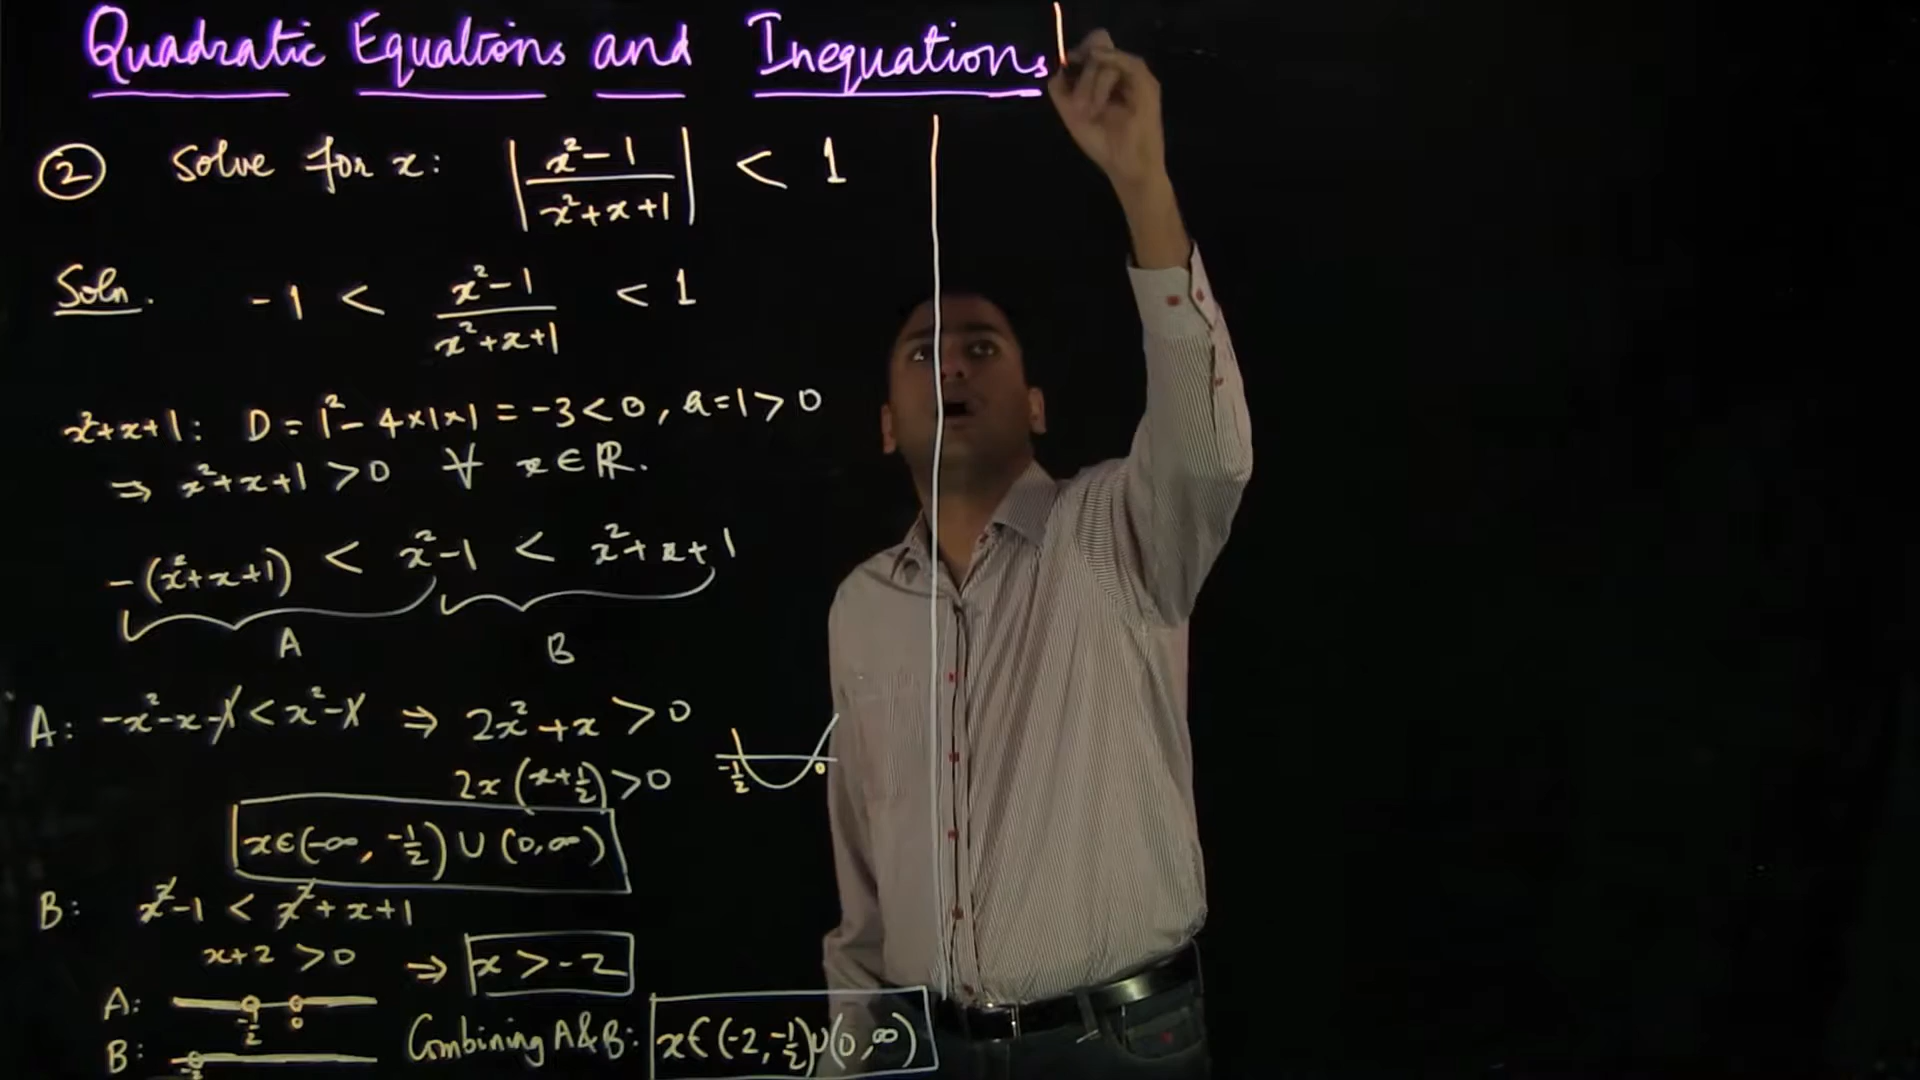 Quadratic Equations and Inequations
② Solve for x: |(x²-1)/(x²+x+1)| < 1
Soln. -1 < (x²-1)/(x²+x+1) < 1
x²+x+1: D = 1²-4×1×1 = -3 < 0, a=1 > 0
⇒ x²+x+1 > 0 ∀ x ∈ ℝ.
-(x²+x+1) < x²-1 < x²+x+1
A B
A: -x²-x-1 < x²-1 ⇒ 2x²+x > 0
2x(x+1/2) > 0
-1/2 0
x∈(-∞, -1/2) ∪ (0,∞)
B: x²-1 < x²+x+1
x+2 > 0 ⇒ x > -2
A: -1/2 0
B: -2
Combining A&B: x∈(-2,-1/2)∪(0,∞)